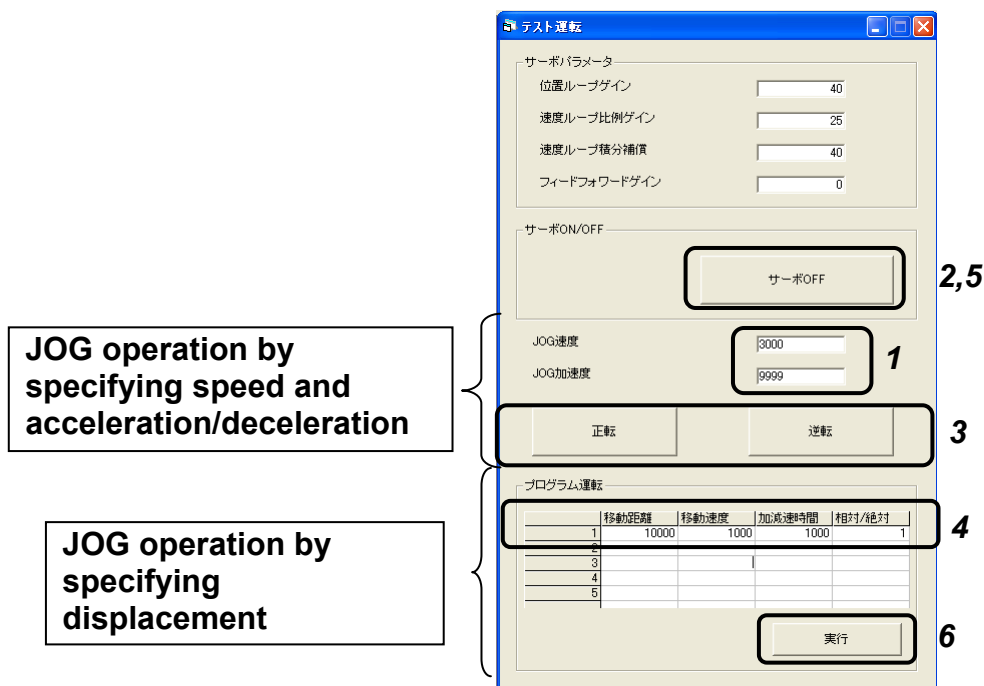 テスト運転
サーボパラメータ
位置ループゲイン 40
速度ループ比例ゲイン 25
速度ループ積分補償 40
フィードフォワードゲイン 0
サーボON/OFF
サーボOFF
2,5
JOG operation by
specifying speed and
accleration/deceleration
JOG速度 3000
JOG加速度 9999
1
正転 逆転
3
プログラム運転
移動距離 移動速度 加減速時間 相対/絶対
1 10000 1000 1000 1
2
3
4
5
4
JOG operation by
specifying
displacement
実行
6